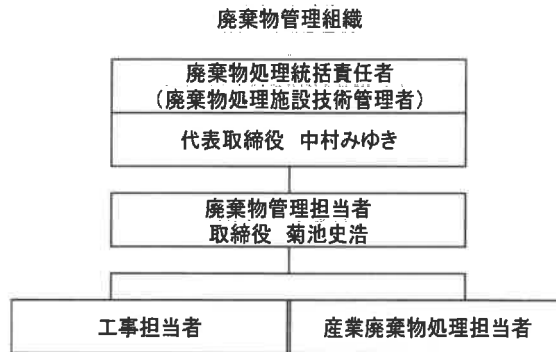 廃棄物管理組織
廃棄物処理統括責任者
(廃棄物処理施設技術管理者)
代表取締役 中村みゆき
廃棄物管理担当者
取締役 菊池史浩
工事担当者
産業廃棄物処理担当者